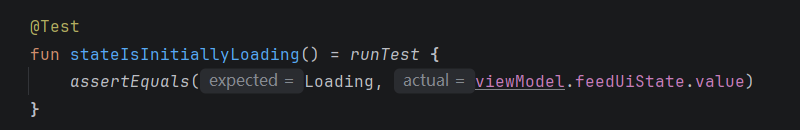 @Test
fun stateIsInitiallyLoading() = runTest {
assertEquals( expected = Loading, actual = viewModel.feedUiState.value)
}